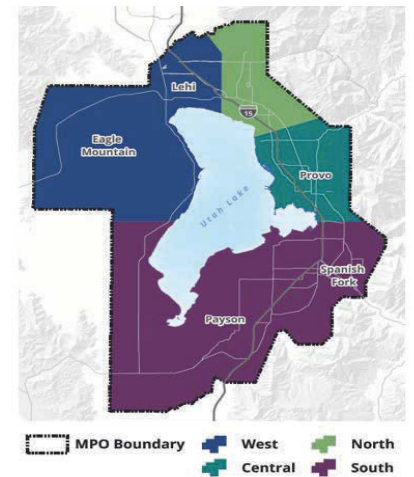 Lehi
15
Eagle
Mountain
Provo
Utah Lake
Spanish
Fork
Payson
MPO Boundary
West
North
Central
South